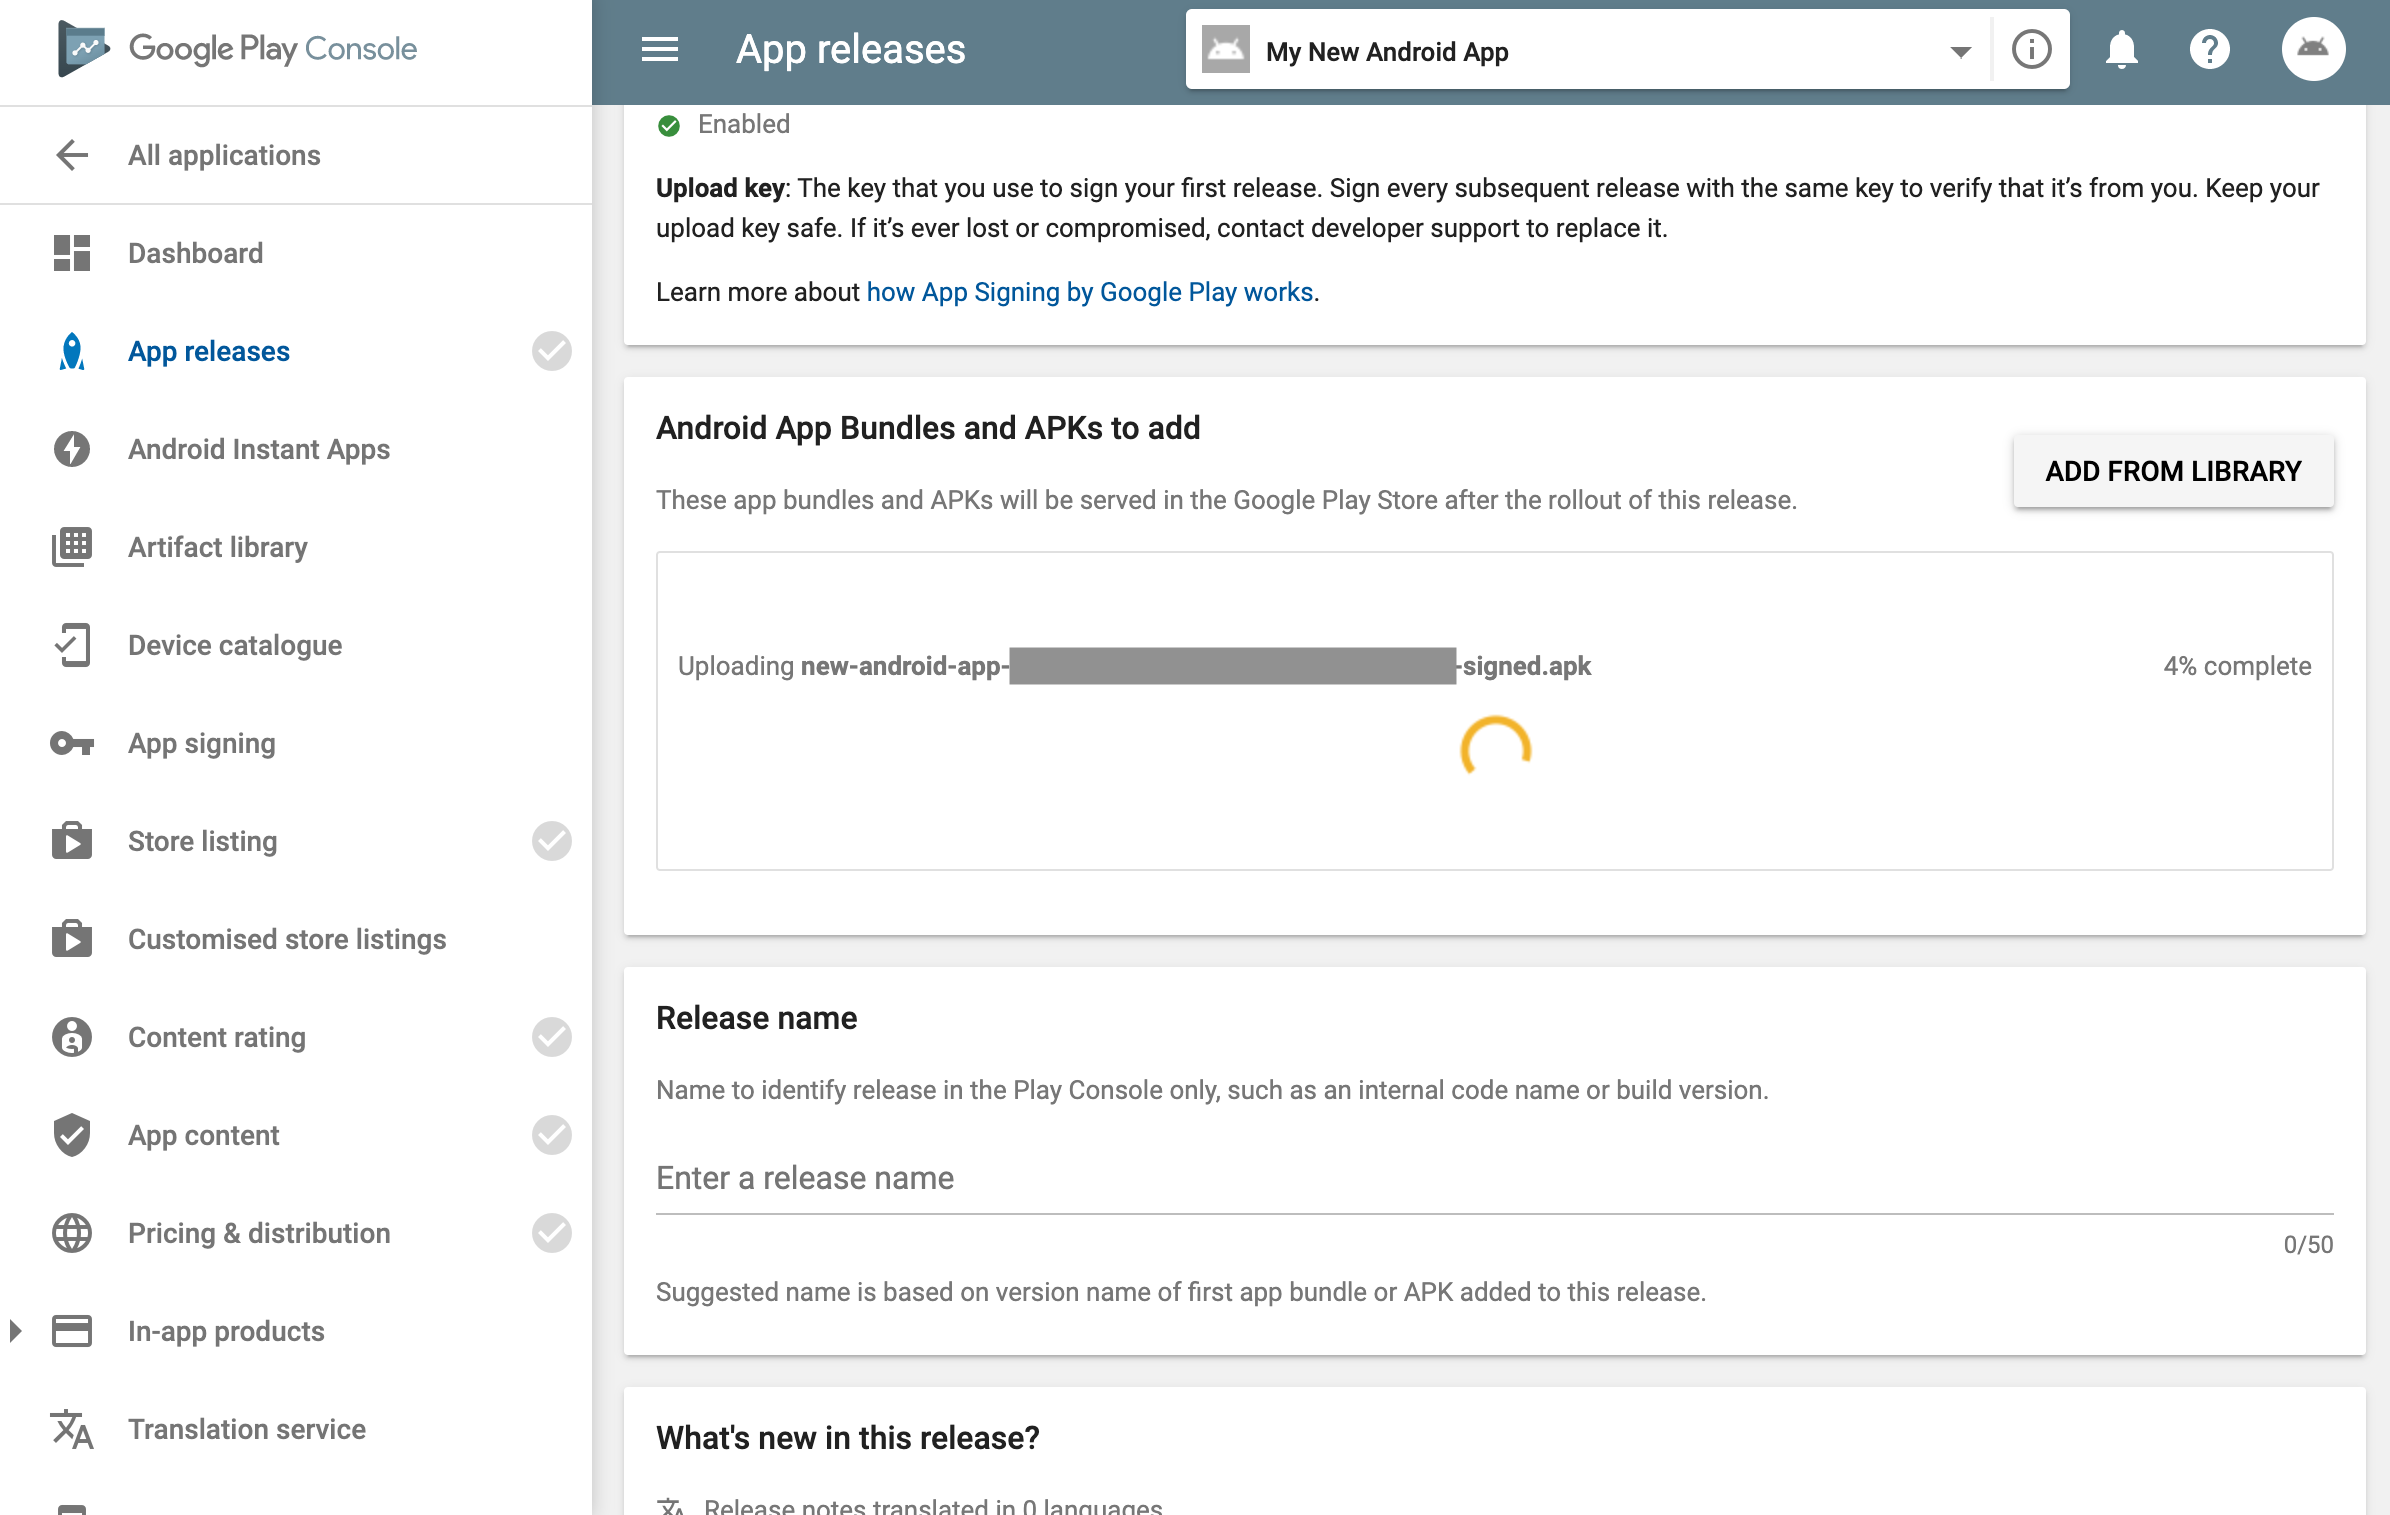 Google Play Console
App releases
My New Android App
All applications
Dashboard
App releases
Android Instant Apps
Artifact library
Device catalogue
App signing
Store listing
Customised store listings
Content rating
App content
Pricing & distribution
In-app products
Translation service
Enabled
Upload key: The key that you use to sign your first release. Sign every subsequent release with the same key to verify that it’s from you. Keep your
upload key safe. If it’s ever lost or compromised, contact developer support to replace it.
Learn more about how App Signing by Google Play works.
Android App Bundles and APKs to add
ADD FROM LIBRARY
These app bundles and APKs will be served in the Google Play Store after the rollout of this release.
Uploading new-android-app- -signed.apk
4% complete
Release name
Name to identify release in the Play Console only, such as an internal code name or build version.
Enter a release name
0/50
Suggested name is based on version name of first app bundle or APK added to this release.
What's new in this release?
Release notes translated in 0 languages